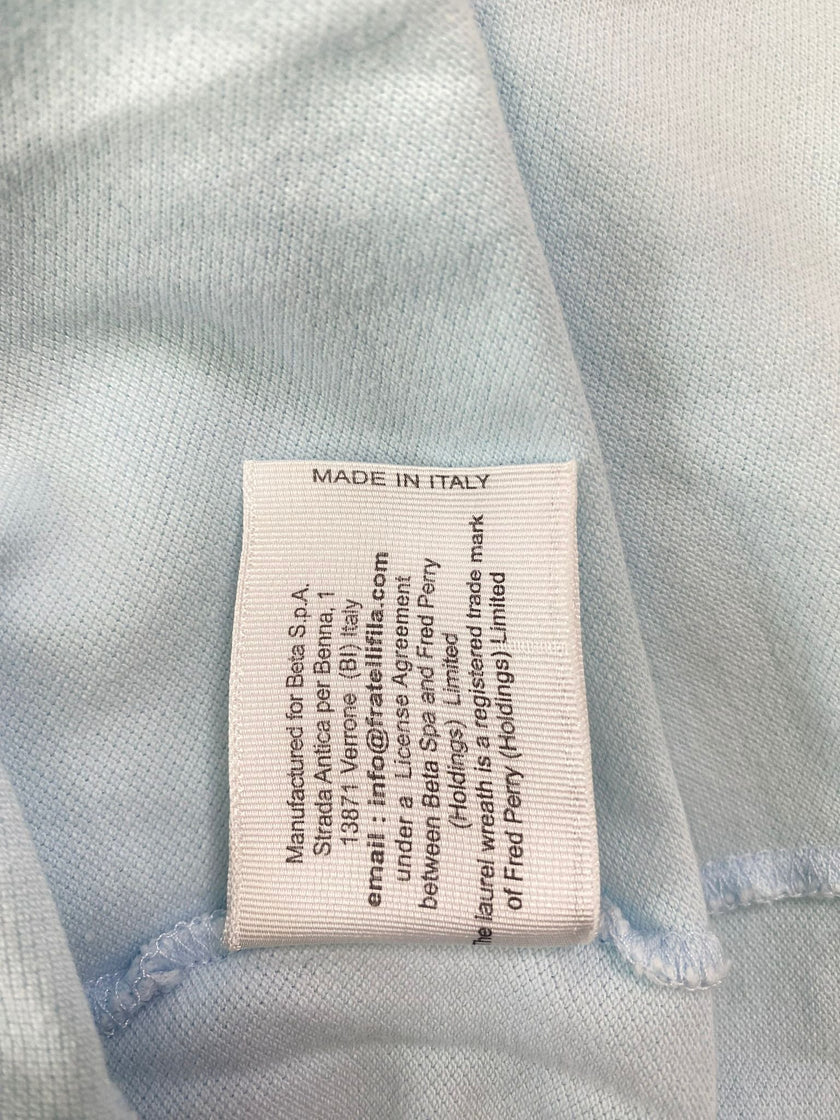 MADE IN ITALY
Manufactured for Beta S.p.A.
Strada Antica per Benna, 1
13871 Verrone (BI) Italy
email : info@fratellifila.com
under a License Agreement
between Beta Spa and Fred Perry
(Holdings) Limited
The laurel wreath is a registered trade mark
of Fred Perry (Holdings) Limited